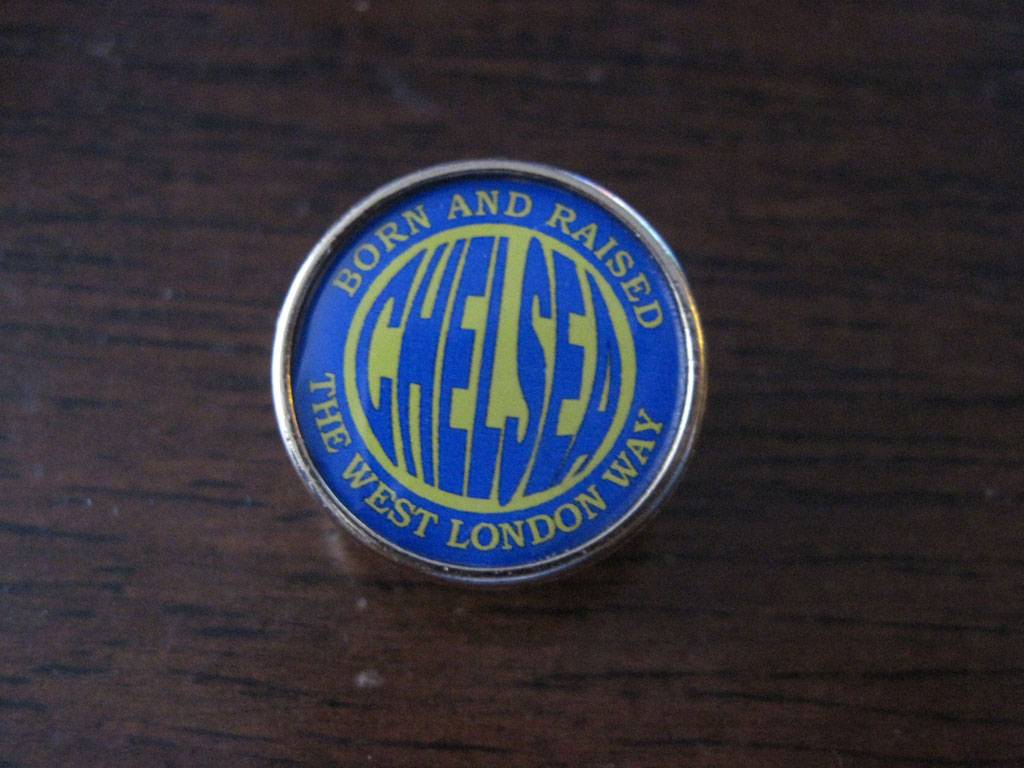 BORN AND RAISED
CHELSEA
THE WEST LONDON WAY